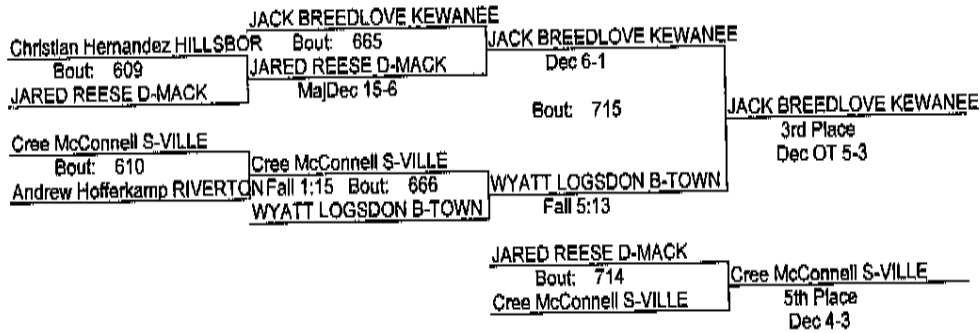 JACK BREEDLOVE KEWANEE
Christian Hernandez HILLSBOR Bout: 665
JACK BREEDLOVE KEWANEE
Bout: 609
JARED REESE D-MACK
Dec 6-1
JARED REESE D-MACK
MajDec 15-6
Bout: 715
JACK BREEDLOVE KEWANEE
3rd Place
Dec OT 5-3
Cree McConnell S-VILLE
Bout: 610
Cree McConnell S-VILLE
Andrew Hofferkamp RIVERTON Fall 1:15 Bout: 666
WYATT LOGSDON B-TOWN
WYATT LOGSDON B-TOWN
Fall 5:13
JARED REESE D-MACK
Bout: 714
Cree McConnell S-VILLE
Cree McConnell S-VILLE
5th Place
Dec 4-3